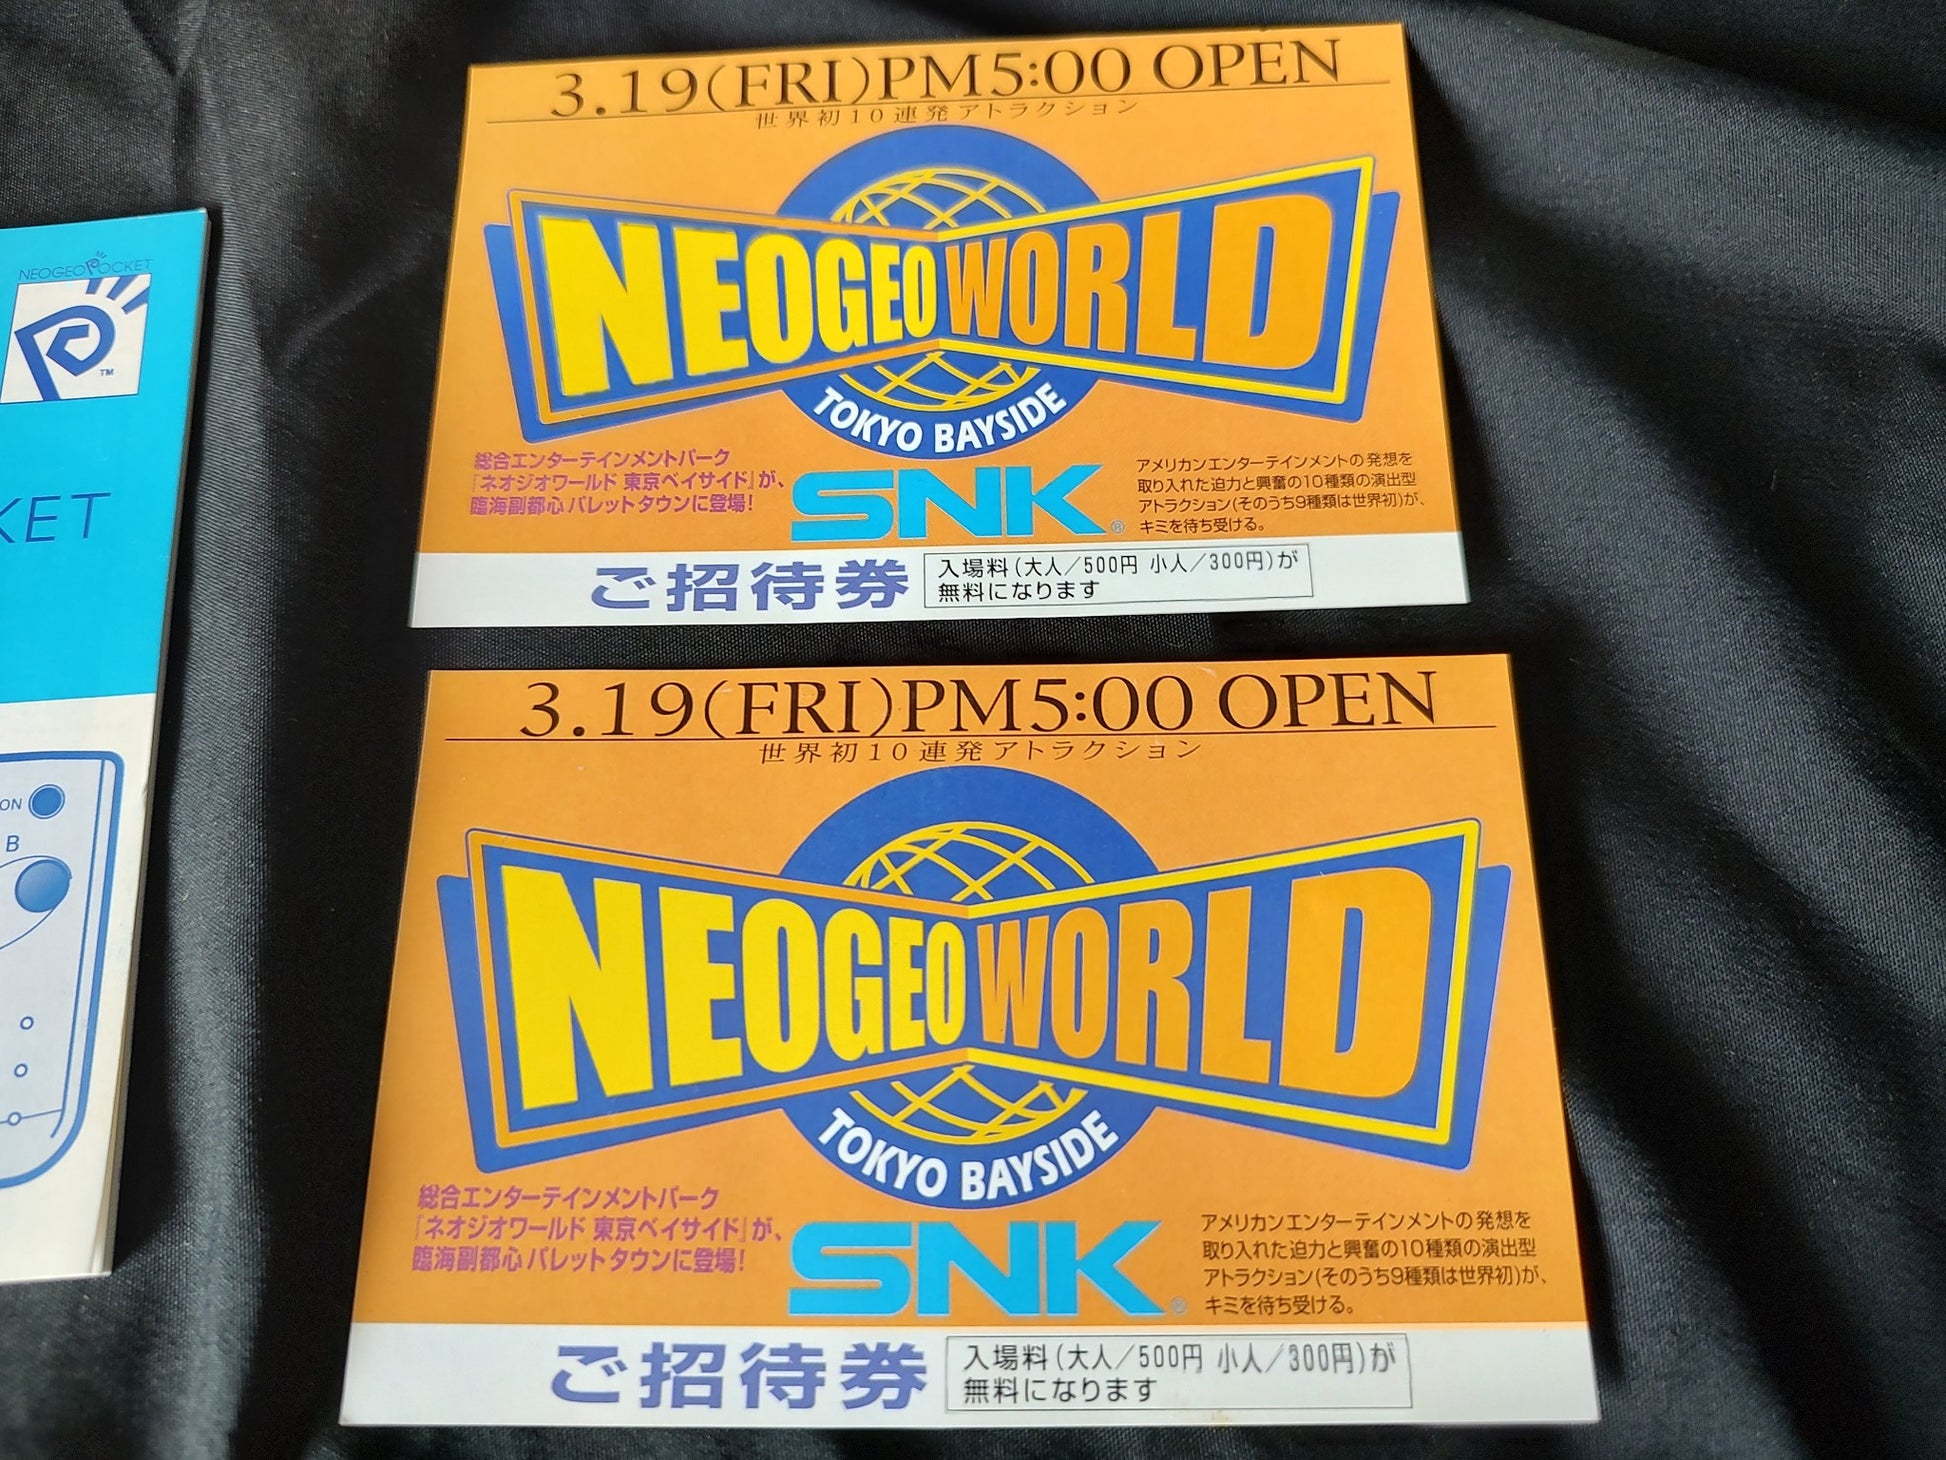 NEOGEOPOCKET
TM
KET
ON
B
3.19(FRI)PM5:00 OPEN
世界初10連発アトラクション
NEOGEO WORLD
TOKYO BAYSIDE
総合エンターテインメントパーク
『ネオジオワールド 東京ベイサイド』が、
臨海副都心 パレットタウンに登場!
SNK®
アメリカンエンターテインメントの発想を
取り入れた迫力と興奮の10種類の演出型
アトラクション(そのうち9種類は世界初)が、
キミを待ち受ける。
ご招待券
入場料(大人/500円 小人/300円)が
無料になります
3.19(FRI)PM5:00 OPEN
世界初10連発アトラクション
NEOGEO WORLD
TOKYO BAYSIDE
総合エンターテインメントパーク
『ネオジオワールド 東京ベイサイド』が、
臨海副都心 パレットタウンに登場!
SNK®
アメリカンエンターテインメントの発想を
取り入れた迫力と興奮の10種類の演出型
アトラクション(そのうち9種類は世界初)が、
キミを待ち受ける。
ご招待券
入場料(大人/500円 小人/300円)が
無料になります